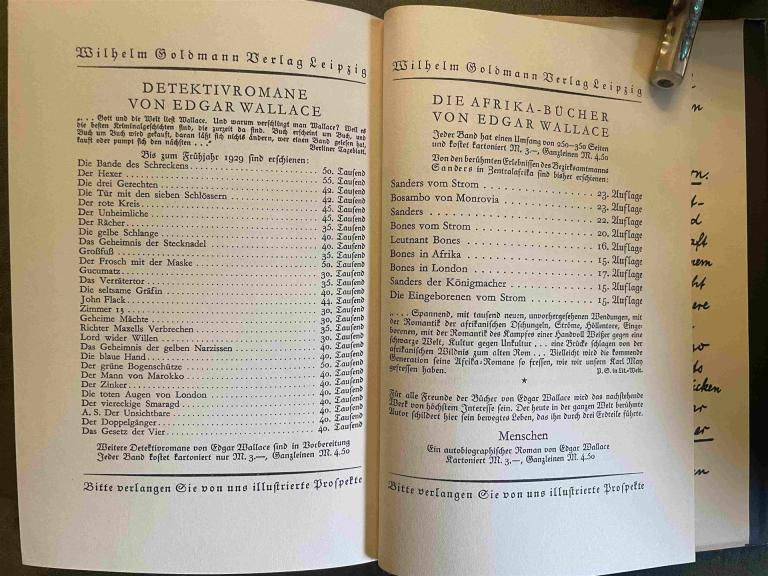 Wilhelm Goldmann Verlag Leipzig
DETEKTIVROMANE
VON EDGAR WALLACE
„. . . Gott und die Welt liest Wallace. Und warum verschlingt man Wallace? Weil es
die besten Kriminalgeschichten sind, die zurzeit da sind. Buch erscheint um Buch, und
Buch um Buch wird gekauft, daran läßt sich nichts ändern, wer einen Band gelesen hat,
kauft oder pumpt sich den nächsten . . .“ Berliner Tageblatt.
Bis zum Frühjahr 1929 sind erschienen:
Die Bande des Schreckens . . . . . . 50. Tausend
Der Hexer . . . . . . 55. Tausend
Die drei Gerechten . . . . . . 42. Tausend
Die Tür mit den sieben Schlössern . . . . . . 42. Tausend
Der rote Kreis . . . . . . 45. Tausend
Der Unheimliche . . . . . . 45. Tausend
Der Rächer . . . . . . 35. Tausend
Die gelbe Schlange . . . . . . 40. Tausend
Das Geheimnis der Stecknadel . . . . . . 40. Tausend
Großfuß . . . . . . 35. Tausend
Der Frosch mit der Maske . . . . . . 50. Tausend
Gucumatz . . . . . . 30. Tausend
Das Verrätertor . . . . . . 35. Tausend
Die seltsame Gräfin . . . . . . 40. Tausend
John Flack . . . . . . 44. Tausend
Zimmer 13 . . . . . . 30. Tausend
Geheime Mächte . . . . . . 30. Tausend
Richter Maxells Verbrechen . . . . . . 35. Tausend
Lord wider Willen . . . . . . 30. Tausend
Das Geheimnis der gelben Narzissen . . . . . . 40. Tausend
Die blaue Hand . . . . . . 40. Tausend
Der grüne Bogenschütze . . . . . . 50. Tausend
Der Mann von Marokko . . . . . . 40. Tausend
Der Zinker . . . . . . 40. Tausend
Die toten Augen von London . . . . . . 40. Tausend
Der viereckige Smaragd . . . . . . 40. Tausend
A. S. Der Unsichtbare . . . . . . 40. Tausend
Der Doppelgänger . . . . . . 40. Tausend
Das Gesetz der Vier . . . . . . 40. Tausend
Weitere Detektivromane von Edgar Wallace sind in Vorbereitung
Jeder Band kostet kartoniert nur M. 3.—, Ganzleinen M. 4.50
Bitte verlangen Sie von uns illustrierte Prospekte
Wilhelm Goldmann Verlag Leipzig
DIE AFRIKA-BÜCHER
VON EDGAR WALLACE
Jeder Band hat einen Umfang von 250–350 Seiten
und kostet kartoniert M. 3.—, Ganzleinen M. 4.50
Von den berühmten Erlebnissen des Bezirksamtmanns
Sanders in Zentralafrika sind bisher erschienen:
Sanders vom Strom . . . . . . 23. Auflage
Bosambo von Monrovia . . . . . . 23. Auflage
Sanders . . . . . . 22. Auflage
Bones vom Strom . . . . . . 20. Auflage
Leutnant Bones . . . . . . 16. Auflage
Bones in Afrika . . . . . . 15. Auflage
Bones in London . . . . . . 17. Auflage
Sanders der Königmacher . . . . . . 15. Auflage
Die Eingeborenen vom Strom . . . . . . 15. Auflage
„. . . Spannend, mit tausend neuen, unvorhergesehenen Wendungen, mit
der Romantik der afrikanischen Dschungeln, Ströme, Höllentore, Einge-
borenen, mit der Romantik des Kampfes einer Handvoll Weißer gegen eine
schwarze Welt, Kultur gegen Unkultur . . . eine Brücke schlagen von der
afrikanischen Wildnis zum alten Rom . . . Vielleicht wird die kommende
Generation seine Afrika-Romane so fressen, wie wir unsern Karl May
gefressen haben. P. G. in Lit.-Welt.
*
Für alle Freunde der Bücher von Edgar Wallace wird das nachstehende
Werk von höchstem Interesse sein. Der heute in der ganzen Welt berühmte
Autor schildert hier sein bewegtes Leben, das ihn durch drei Erdteile führte.
Menschen
Ein autobiographischer Roman von Edgar Wallace
Kartoniert M. 3.—, Ganzleinen M. 4.50
Bitte verlangen Sie von uns illustrierte Prospekte